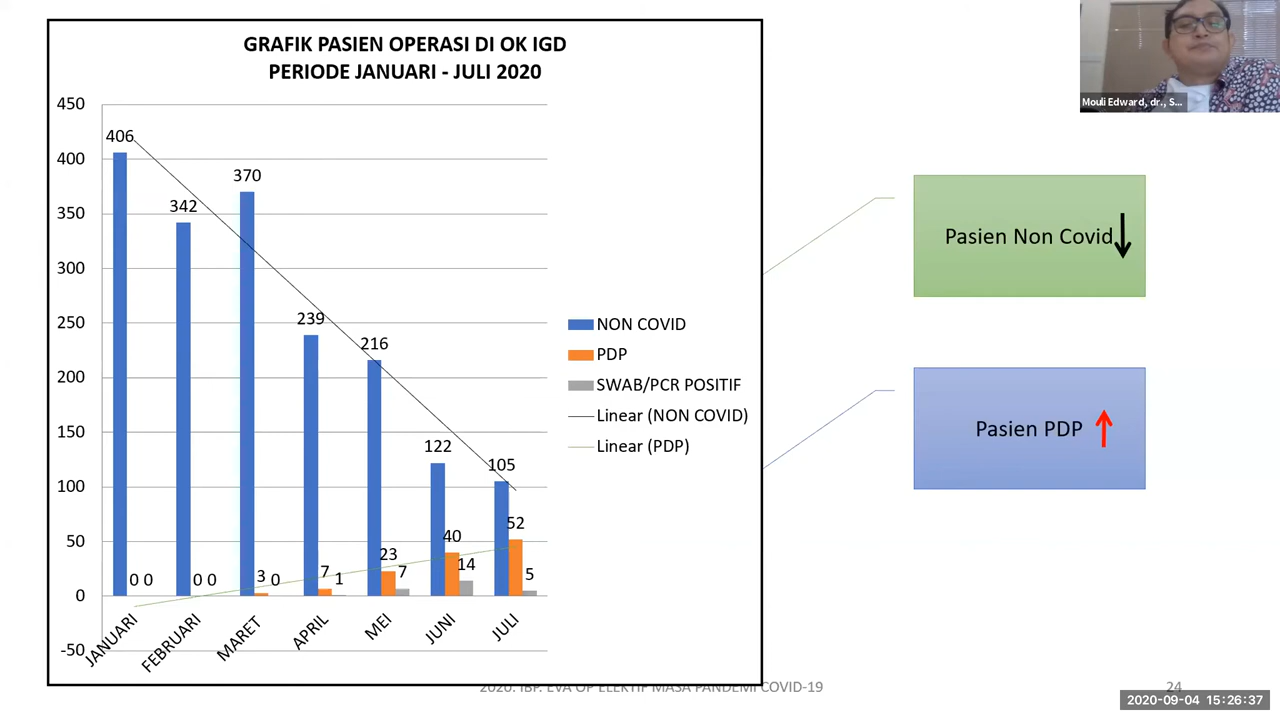 GRAFIK PASIEN OPERASI DI OK IGD
PERIODE JANUARI - JULI 2020
450
400
350
300
250
200
150
100
50
0
-50
406
342
370
239
216
122
105
0 0
0 0
3 0
7 1
23 7
40 14
52 5
JANUARI
FEBRUARI
MARET
APRIL
MEI
JUNI
JULI
NON COVID
PDP
SWAB/PCR POSITIF
Linear (NON COVID)
Linear (PDP)
Mouli Edward, dr., S...
Pasien Non Covid
Pasien PDP
2020. IBP. EVA OP ELEKTIF MASA PANDEMI COVID-19
24
2020-09-04 15:26:37